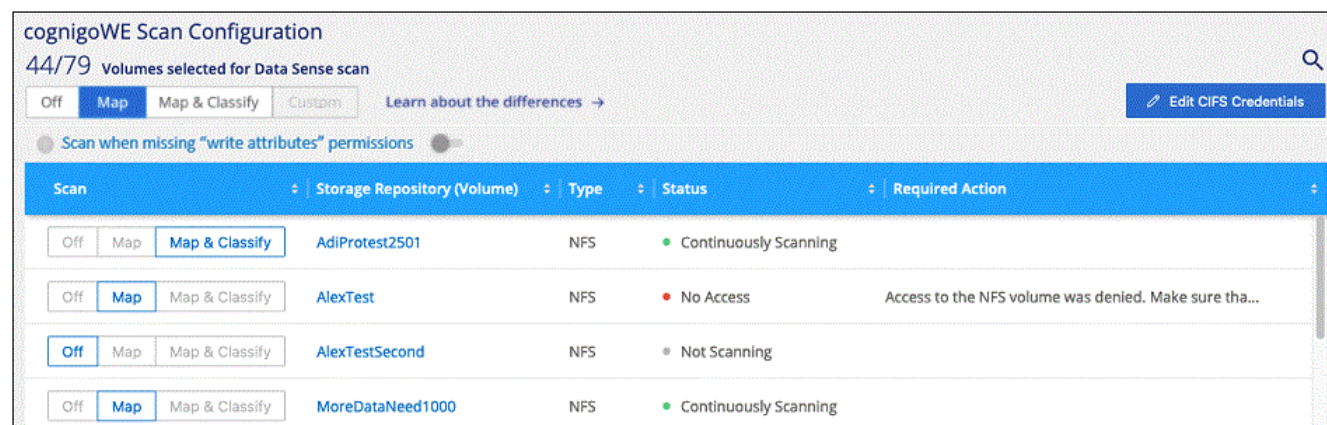 cognigoWE Scan Configuration
44/79 Volumes selected for Data Sense scan
Off Map Map & Classify Custom Learn about the differences → Edit CIFS Credentials
Scan when missing “write attributes” permissions
Scan Storage Repository (Volume) Type Status Required Action
Off Map Map & Classify AdiProtest2501 NFS Continuously Scanning
Off Map Map & Classify AlexTest NFS No Access Access to the NFS volume was denied. Make sure tha...
Off Map Map & Classify AlexTestSecond NFS Not Scanning
Off Map Map & Classify MoreDataNeed1000 NFS Continuously Scanning